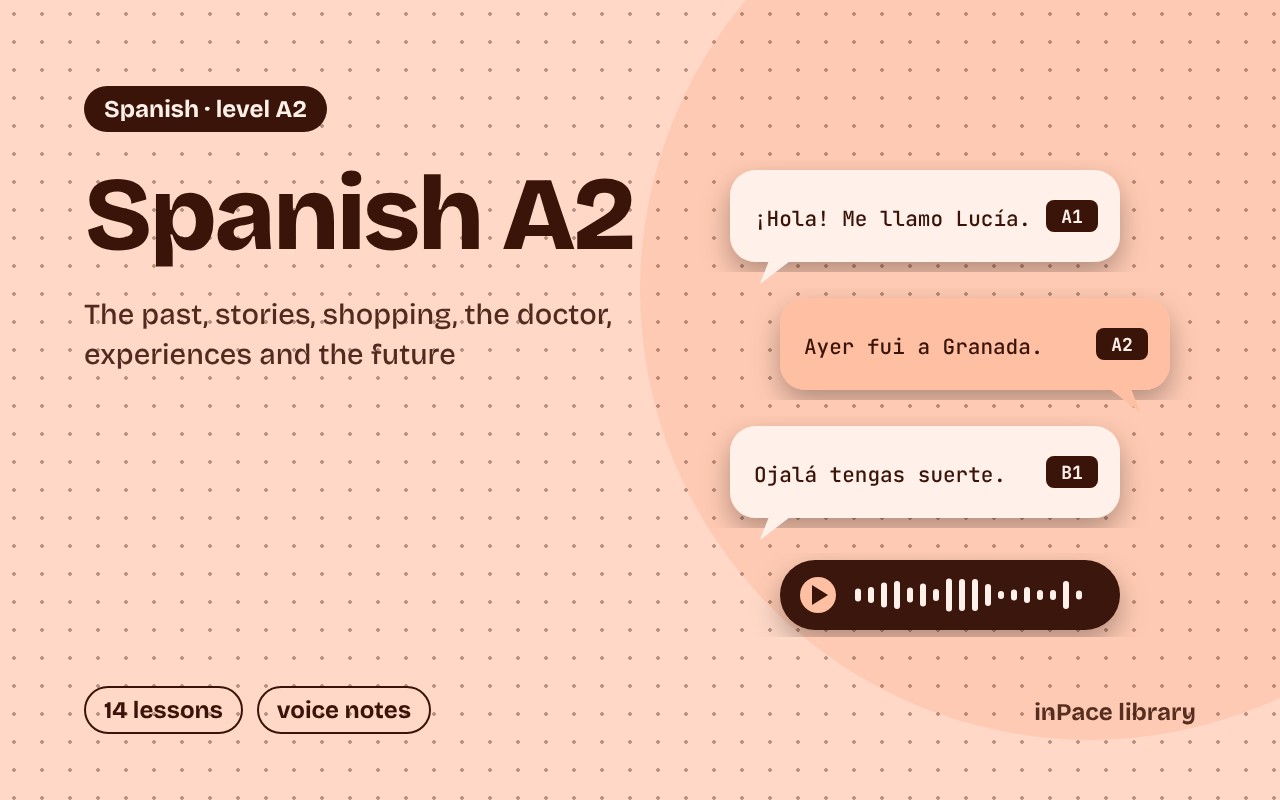 Spanish · level A2
Spanish A2
The past, stories, shopping, the doctor,
experiences and the future
¡Hola! Me llamo Lucía. A1
Ayer fui a Granada. A2
Ojalá tengas suerte. B1
14 lessons
voice notes
inPace library